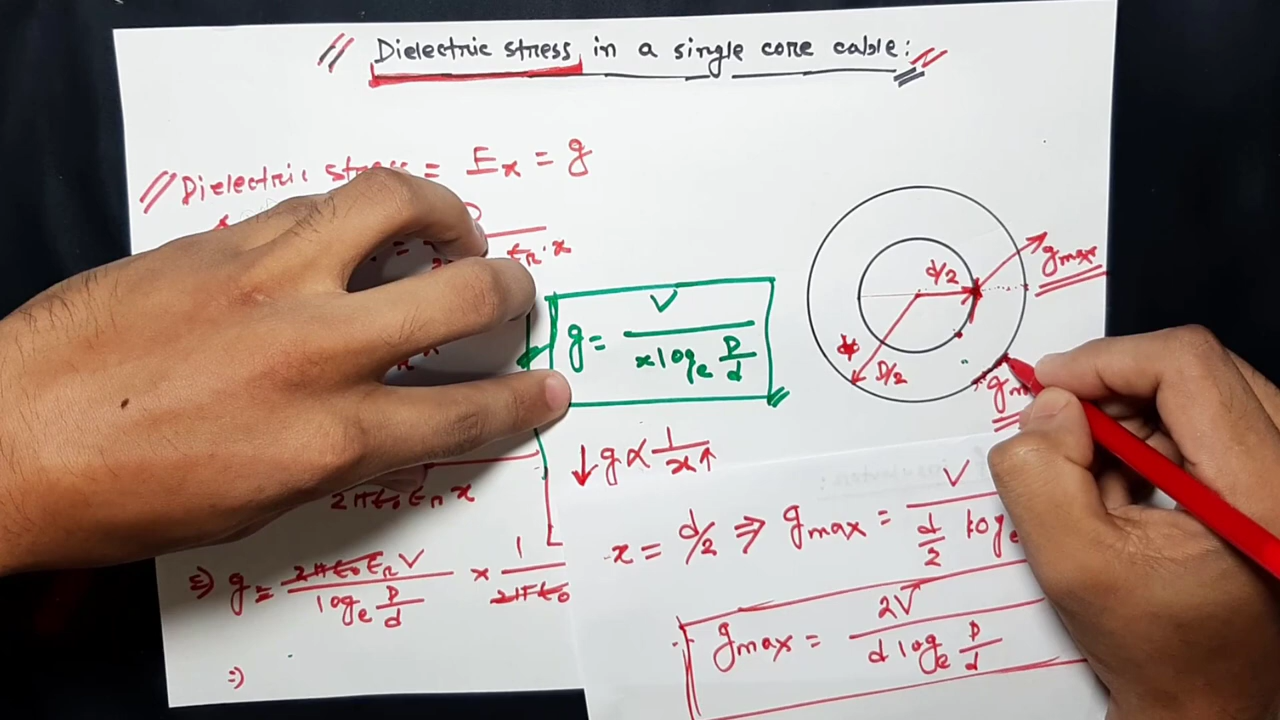 // Dielectric stress in a single core cable:
// Dielectric stress = Ex = g
g = V / x loge D/d
↓ g ∝ 1/x ↑
2πε0 εr x
x = d/2 ⇒ gmax = V / d/2 loge
⇒ g = 2πε0 εr V / loge D/d × 1 / 2πε0
gmax = 2V / d loge D/d
⇒
d/2
gmax
D/2